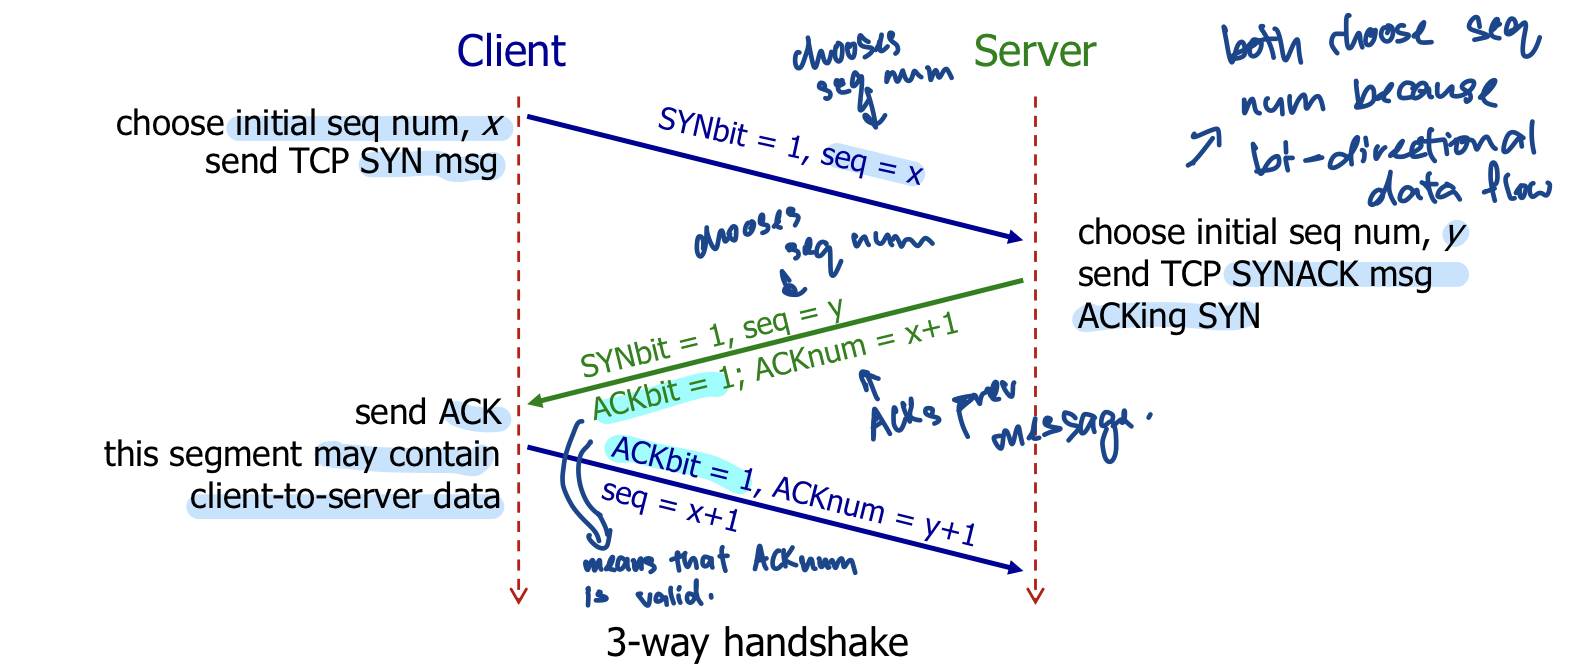 Client
Server
chooses
seq num
both choose seq
num because
bi-directional
data flow
choose initial seq num, x
send TCP SYN msg
SYNbit = 1, seq = x
chooses
seq num
choose initial seq num, y
send TCP SYNACK msg
ACKing SYN
SYNbit = 1, seq = y
ACKbit = 1; ACKnum = x+1
ACKs prev
message.
send ACK
this segment may contain
client-to-server data
ACKbit = 1, ACKnum = y+1
seq = x+1
means that ACKnum
is valid.
3-way handshake